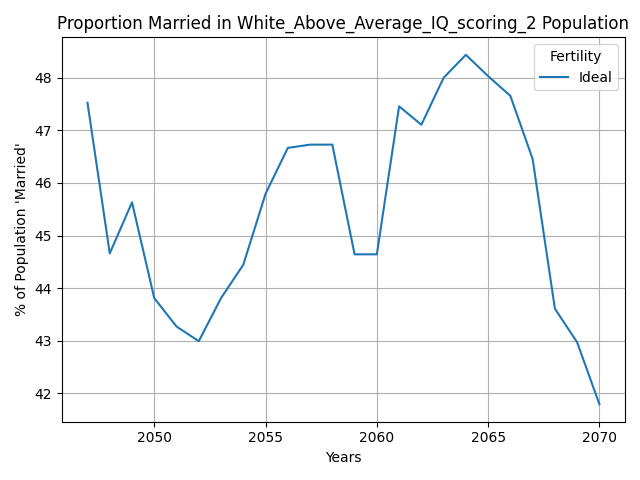 Proportion Married in White_Above_Average_IQ_scoring_2 Population
Fertility
Ideal
% of Population 'Married'
48
47
46
45
44
43
42
2050 2055 2060 2065 2070
Years